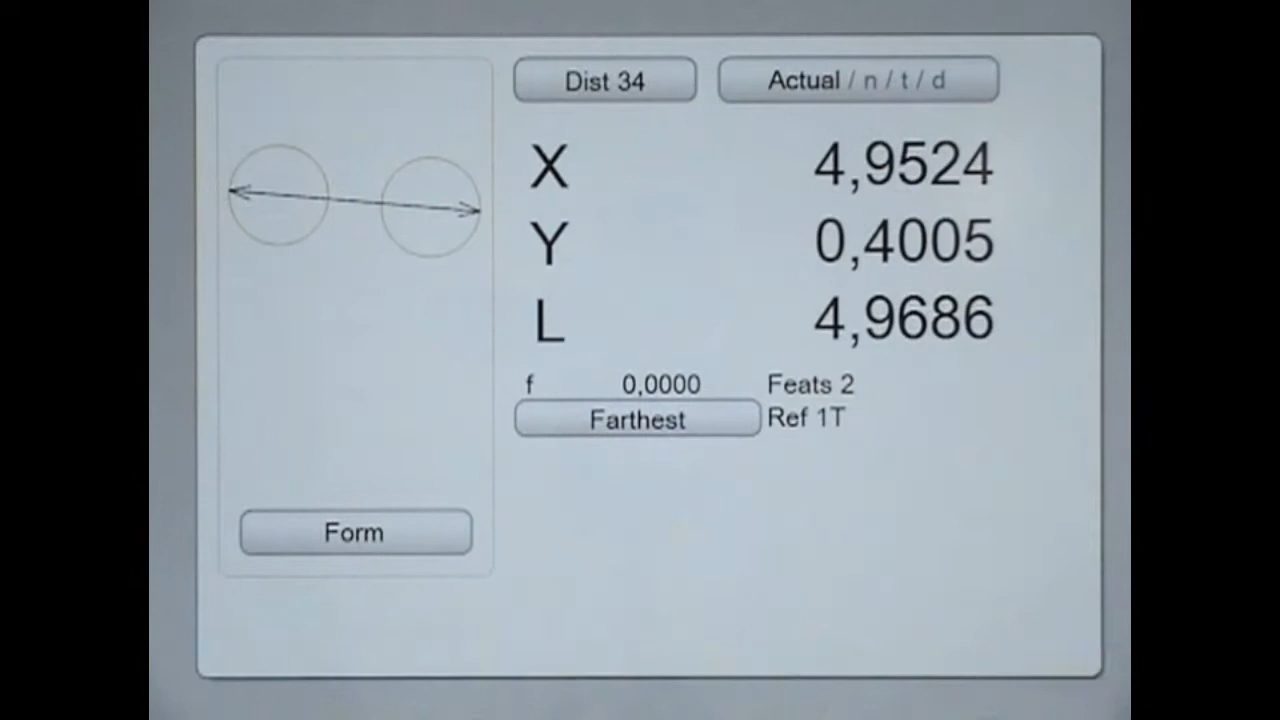 Dist 34 Actual / n / t / d
X 4,9524
Y 0,4005
L 4,9686
f 0,0000 Feats 2
Farthest Ref 1T
Form